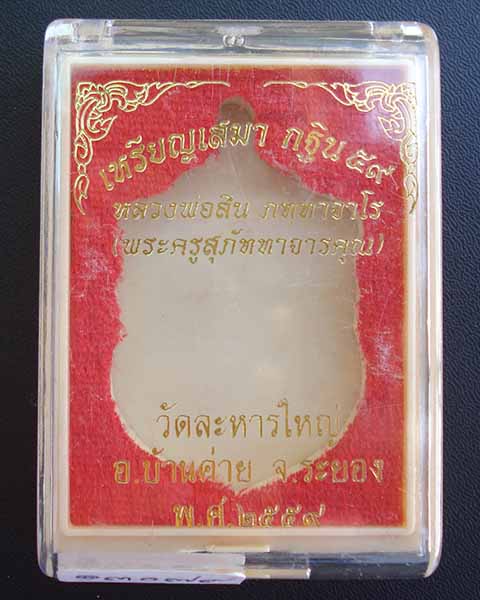 เหรียญเสมา กฐิน ๕๙
หลวงพ่อสิน ภททาจาโร
(พระครูสุภัททาจารคุณ)
วัดละหารใหญ่
อ.บ้านค่าย จ.ระยอง
พ.ศ.๒๕๕๙